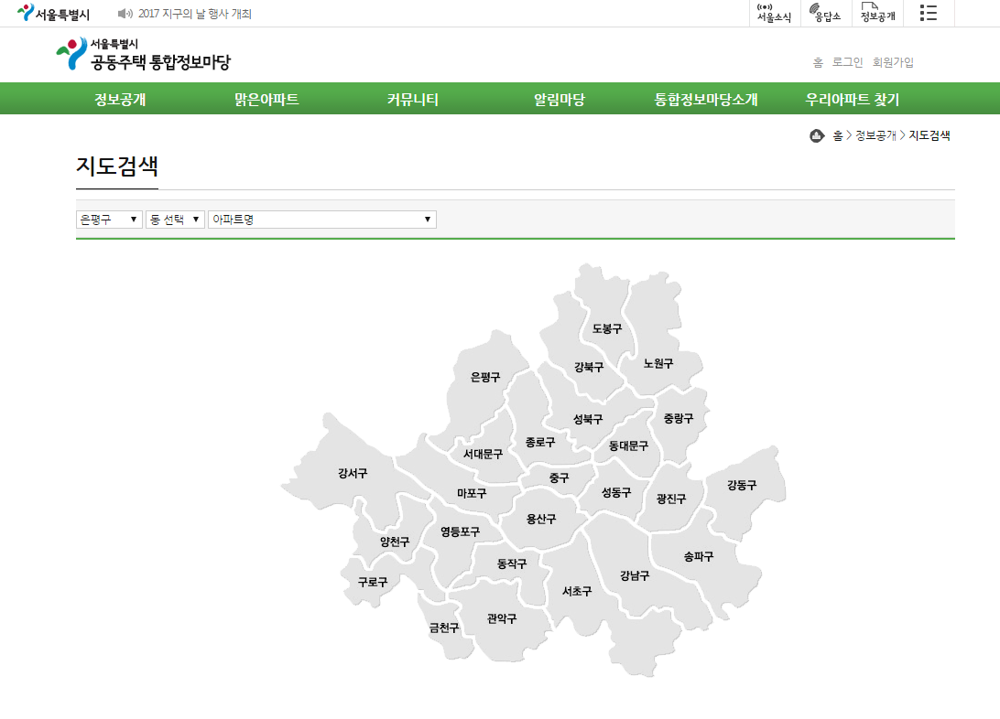 서울특별시
2017 지구의 날 행사 개최
서울소식 응답소 정보공개
서울특별시
공동주택 통합정보마당
홈 로그인 회원가입
정보공개 맑은아파트 커뮤니티 알림마당 통합정보마당소개 우리아파트 찾기
홈 > 정보공개 > 지도검색
지도검색
은평구 ▼ 동 선택 ▼ 아파트명 ▼
도봉구
노원구
강북구
은평구
중랑구
성북구
종로구
동대문구
서대문구
강서구
중구
강동구
마포구
성동구
광진구
용산구
영등포구
양천구
송파구
동작구
강남구
구로구
서초구
관악구
금천구